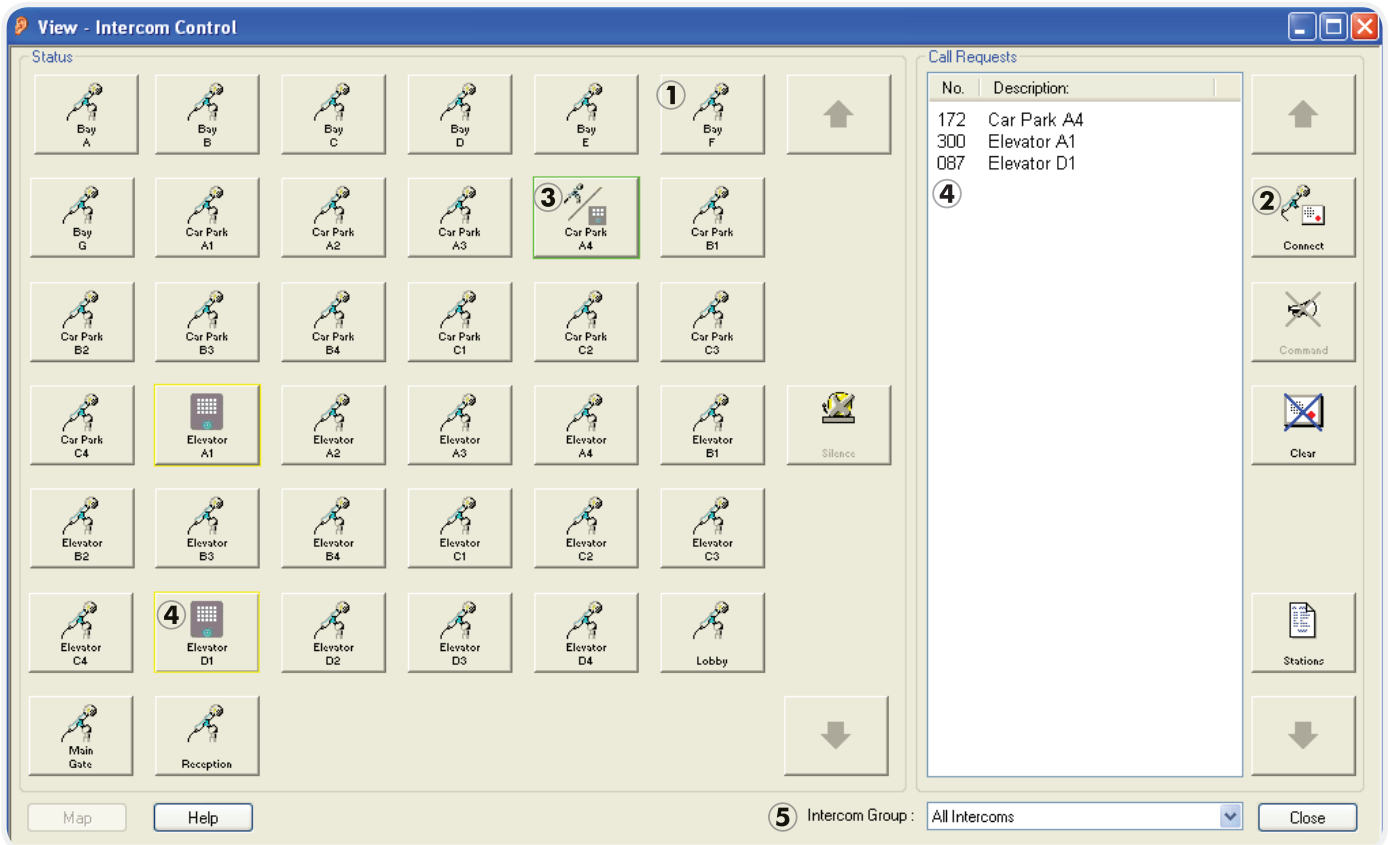 View - Intercom Control
Status
Bay
A
Bay
B
Bay
C
Bay
D
Bay
E
1
Bay
F
Bay
G
Car Park
A1
Car Park
A2
Car Park
A3
3
Car Park
A4
Car Park
B1
Car Park
B2
Car Park
B3
Car Park
B4
Car Park
C1
Car Park
C2
Car Park
C3
Car Park
C4
Elevator
A1
Elevator
A2
Elevator
A3
Elevator
A4
Elevator
B1
Silence
Elevator
B2
Elevator
B3
Elevator
B4
Elevator
C1
Elevator
C2
Elevator
C3
Elevator
C4
4
Elevator
D1
Elevator
D2
Elevator
D3
Elevator
D4
Lobby
Main
Gate
Reception
Call Requests
No. Description:
172 Car Park A4
300 Elevator A1
087 Elevator D1
4
2
Connect
Command
Clear
Stations
Map
Help
5 Intercom Group : All Intercoms
Close